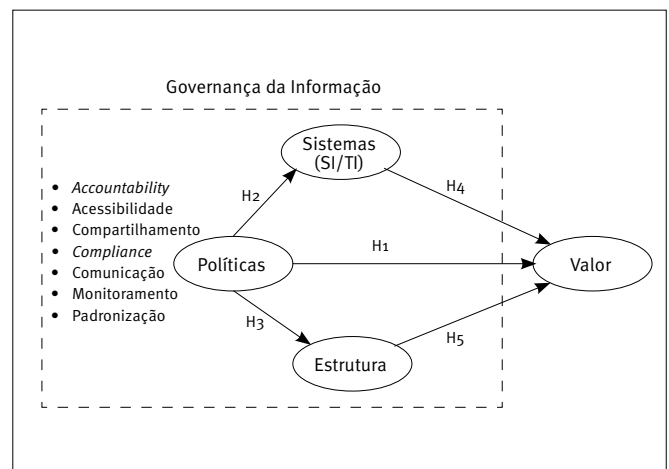 Governança da Informação
Sistemas
(SI/TI)
• Accountability
• Acessibilidade
• Compartilhamento
• Compliance
• Comunicação
• Monitoramento
• Padronização
H2
H4
Políticas
H1
Valor
H3
H5
Estrutura